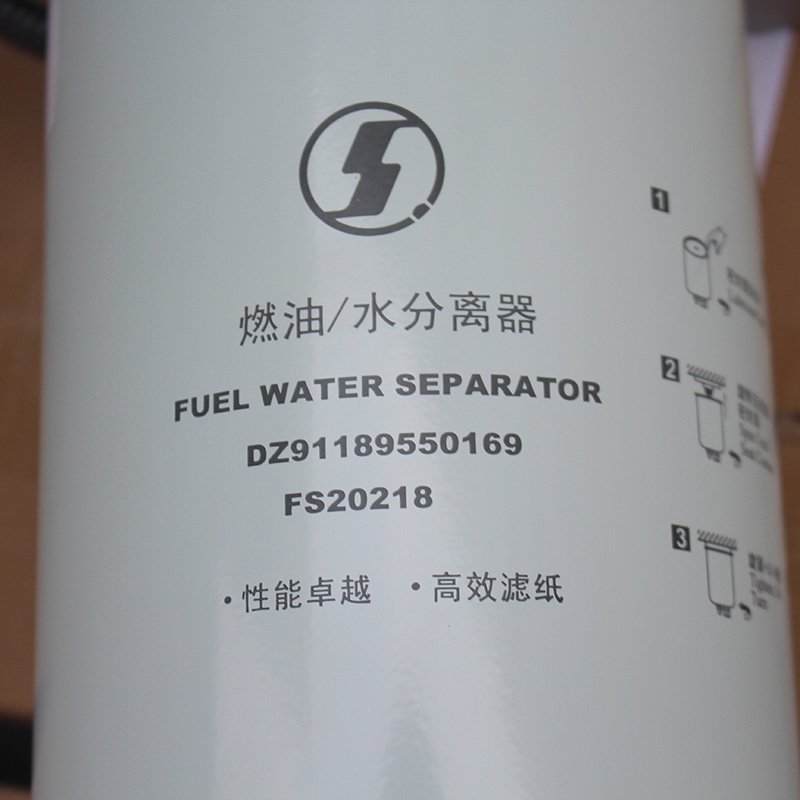 燃油/水分离器
FUEL WATER SEPARATOR
DZ91189550169
FS20218
·性能卓越 ·高效滤纸
1
2
3